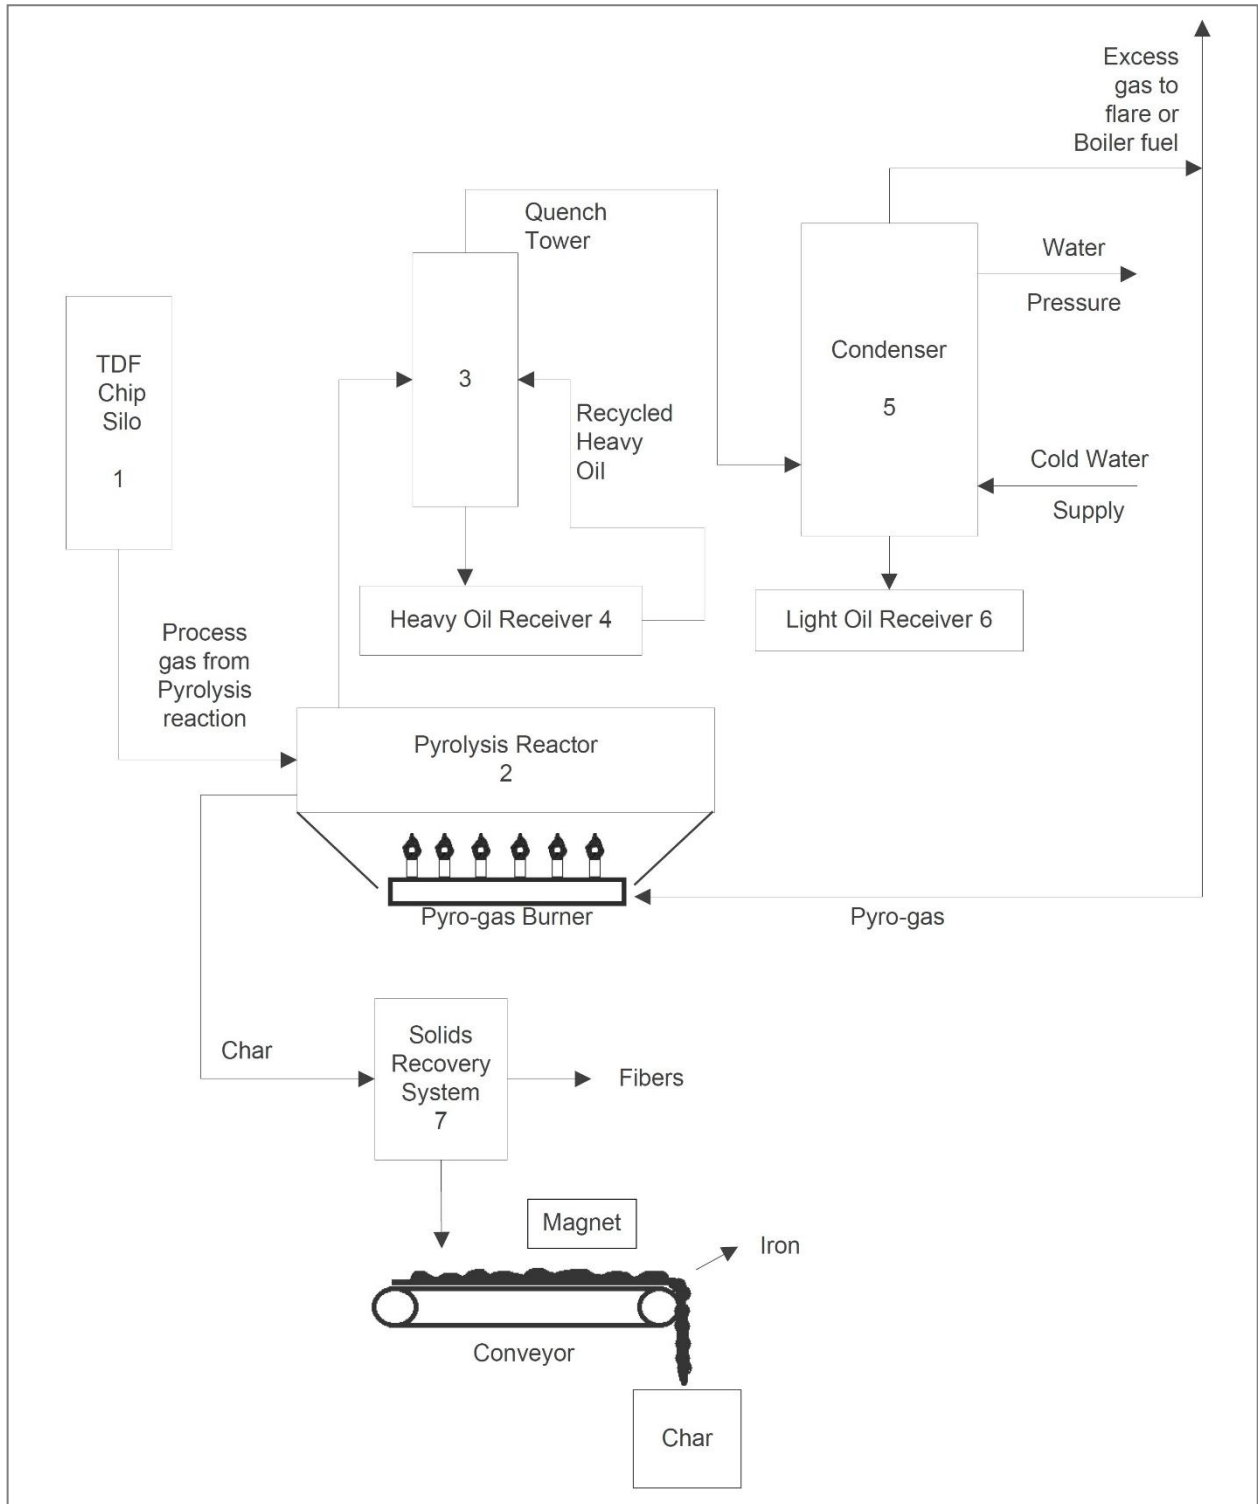 Excess
gas to
flare or
Boiler fuel
Quench
Tower
Water
Pressure
TDF
Chip
Silo
1
3
Condenser
5
Recycled
Heavy
Oil
Cold Water
Supply
Heavy Oil Receiver 4
Light Oil Receiver 6
Process
gas from
Pyrolysis
reaction
Pyrolysis Reactor
2
Pyro-gas Burner
Pyro-gas
Char
Solids
Recovery
System
7
Fibers
Magnet
Iron
Conveyor
Char